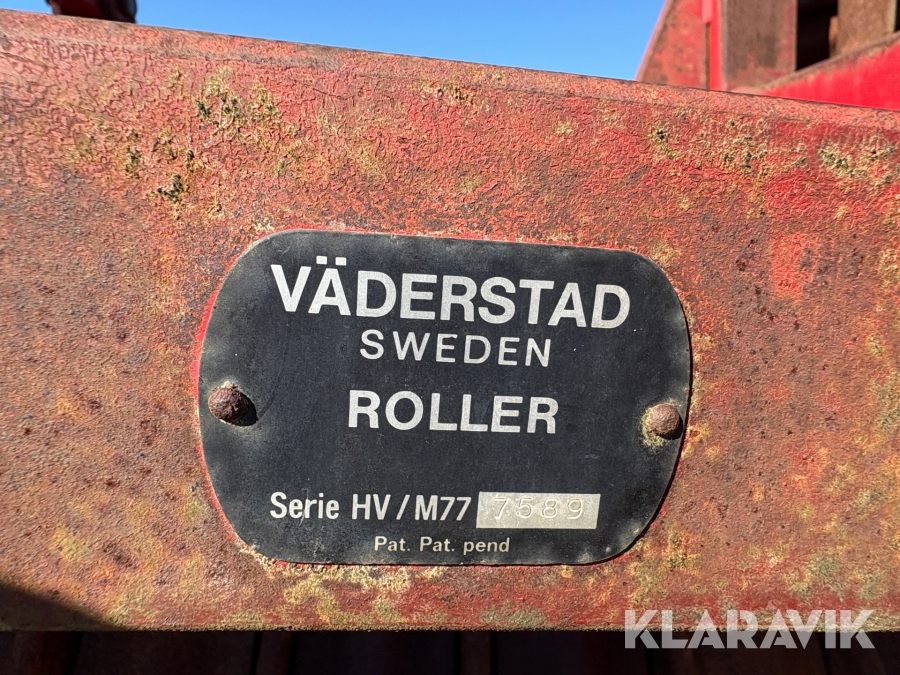 VÄDERSTAD
SWEDEN
ROLLER
Serie HV/M77 7589
Pat. Pat. pend
KLARAVIK